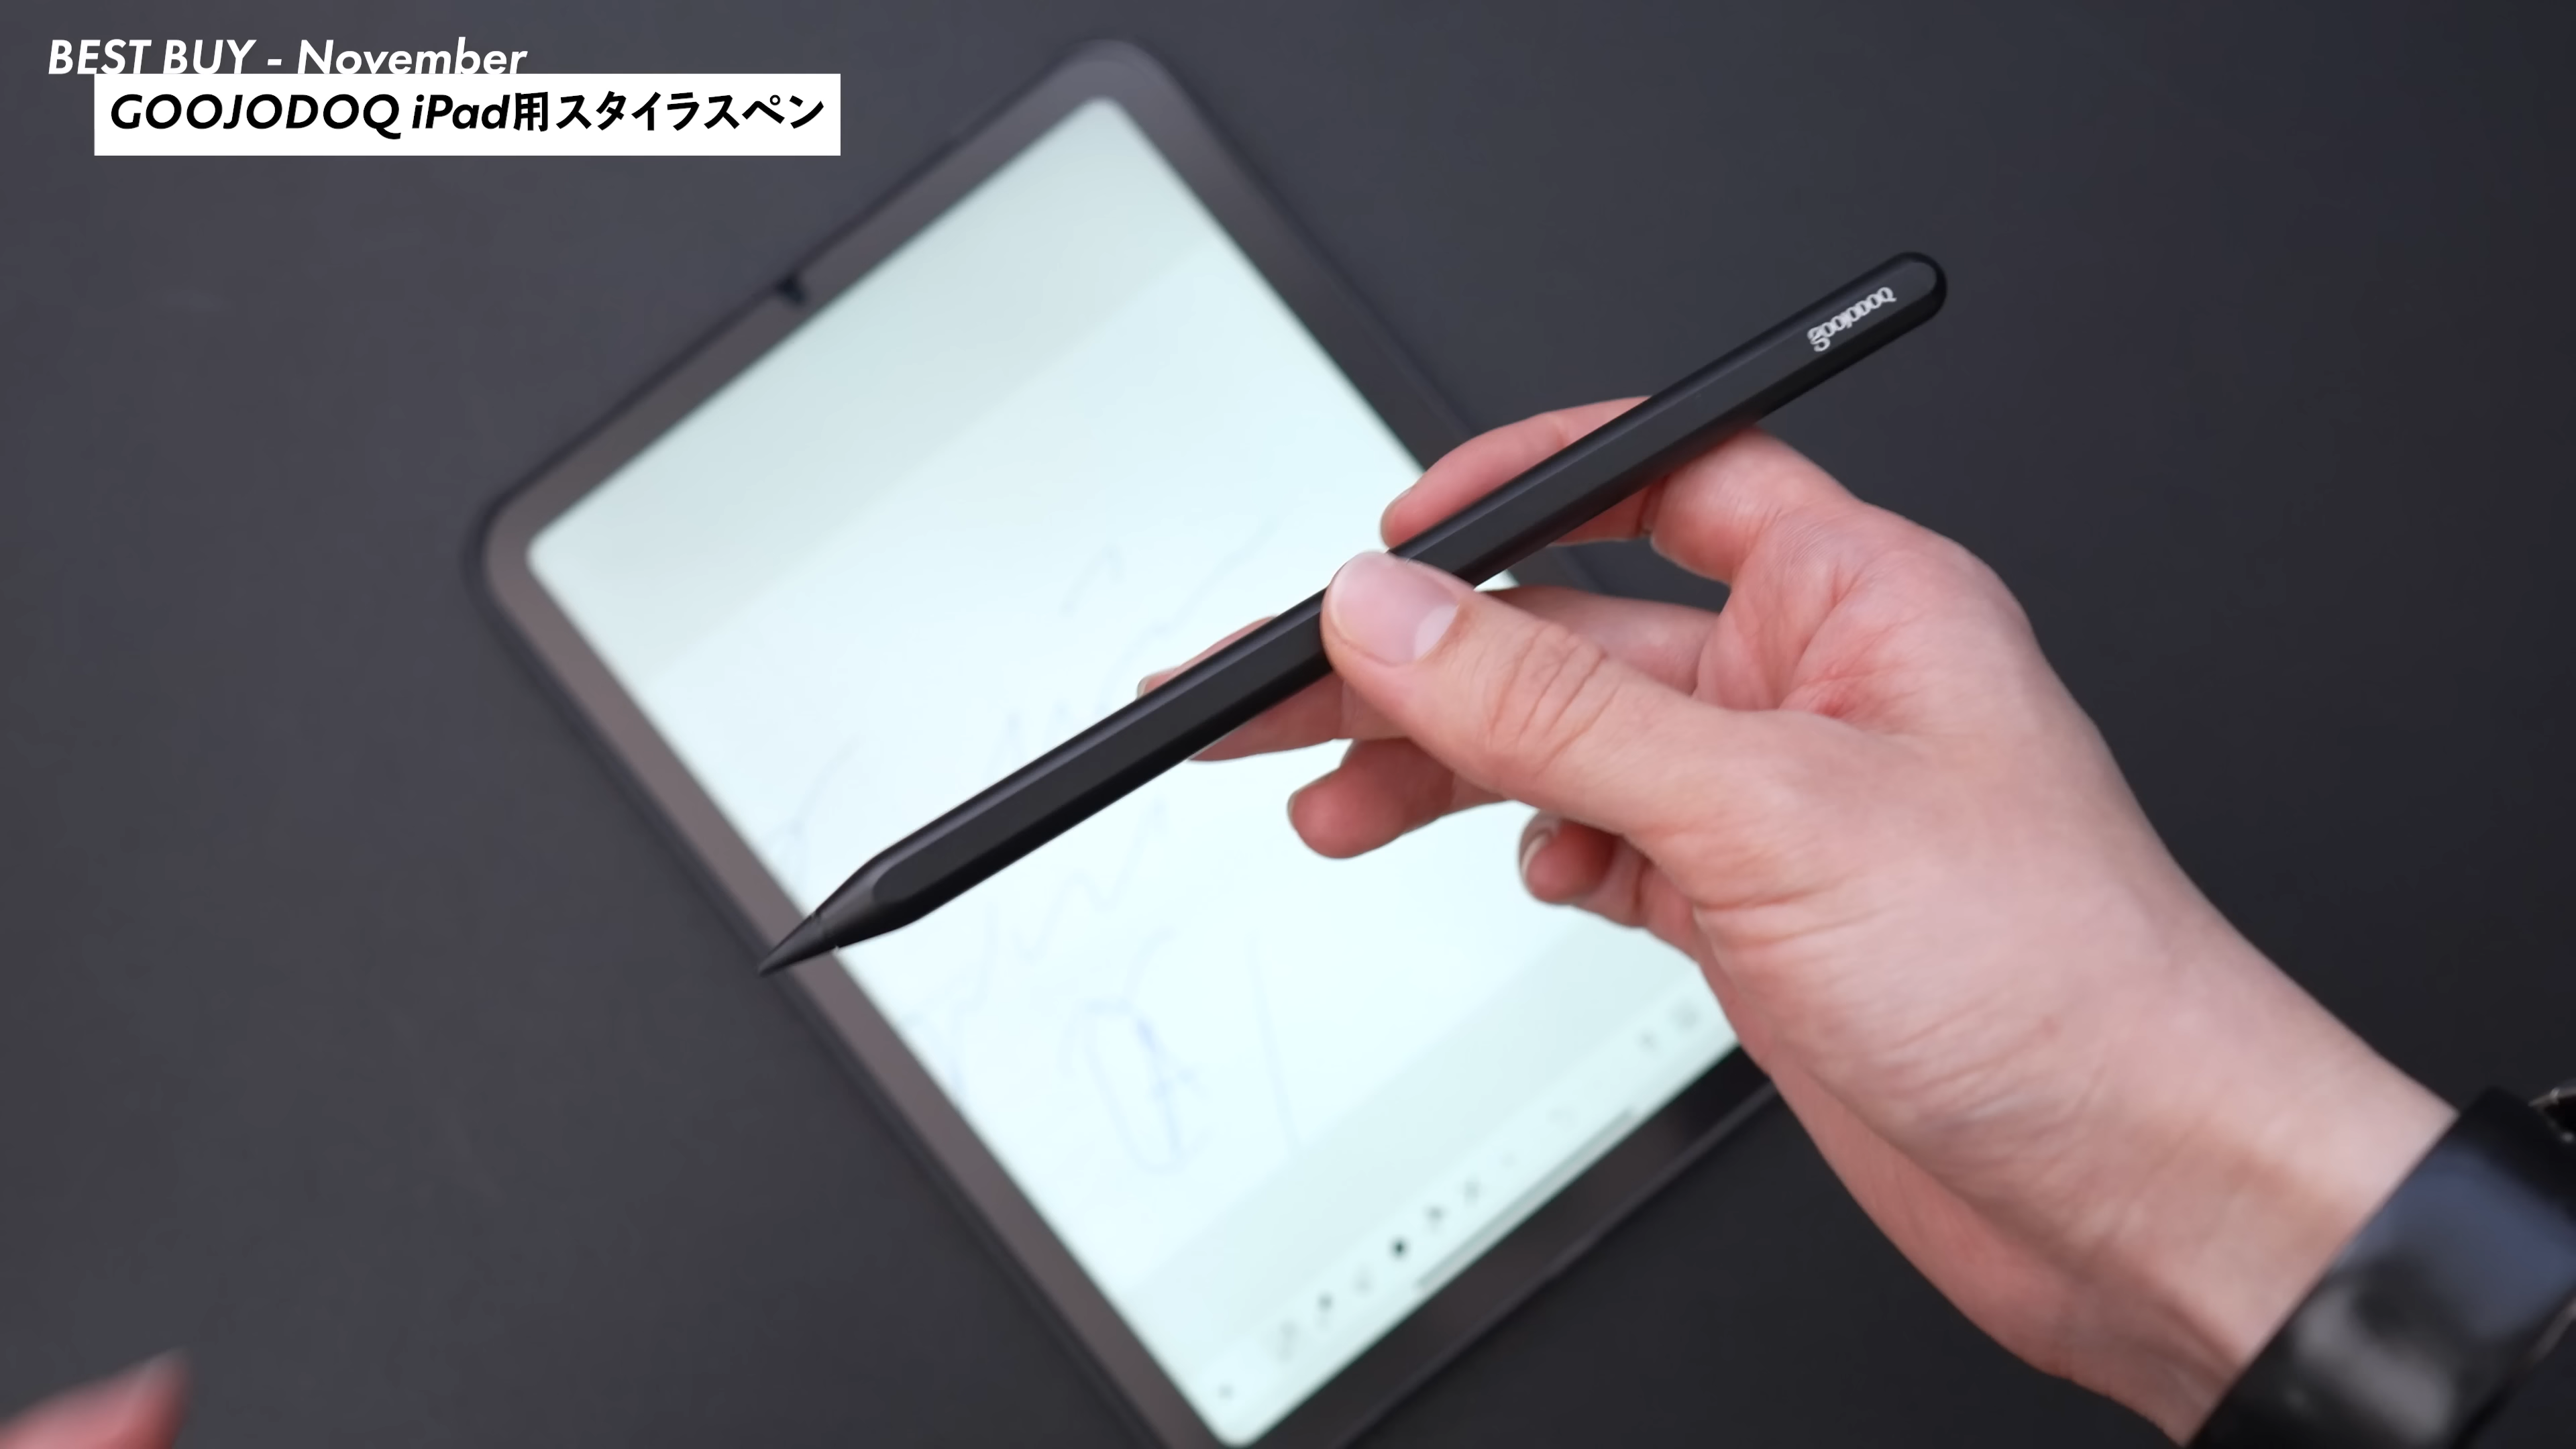 BEST BUY - November
GOOJODOQ iPad用スタイラスペン
GOOJODOQ